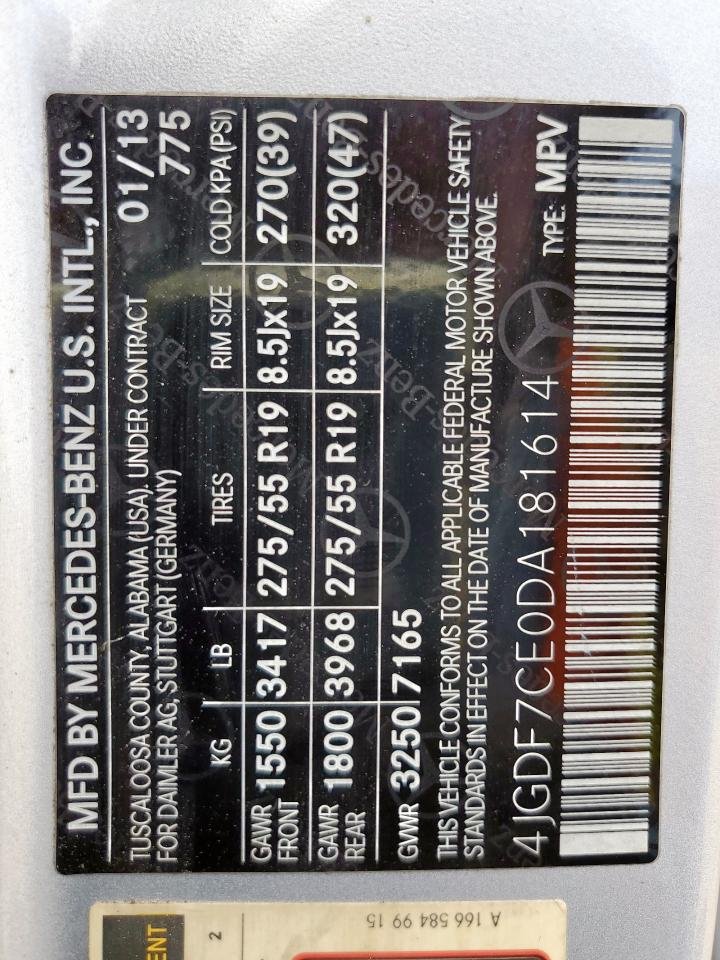 MFD BY MERCEDES-BENZ U.S. INTL., INC.
TUSCALOOSA COUNTY, ALABAMA (USA), UNDER CONTRACT 01/13
FOR DAIMLER AG, STUTTGART (GERMANY) 775
KG LB TIRES RIM SIZE COLD KPA(PSI)
GAWR FRONT 1550 3417 275/55 R19 8.5Jx19 270(39)
GAWR REAR 1800 3968 275/55 R19 8.5Jx19 320(47)
GVWR 3250 7165
THIS VEHICLE CONFORMS TO ALL APPLICABLE FEDERAL MOTOR VEHICLE SAFETY
STANDARDS IN EFFECT ON THE DATE OF MANUFACTURE SHOWN ABOVE.
4JGDF7CE0DA181614 TYPE: MPV
ENT
2
A 166 584 99 15